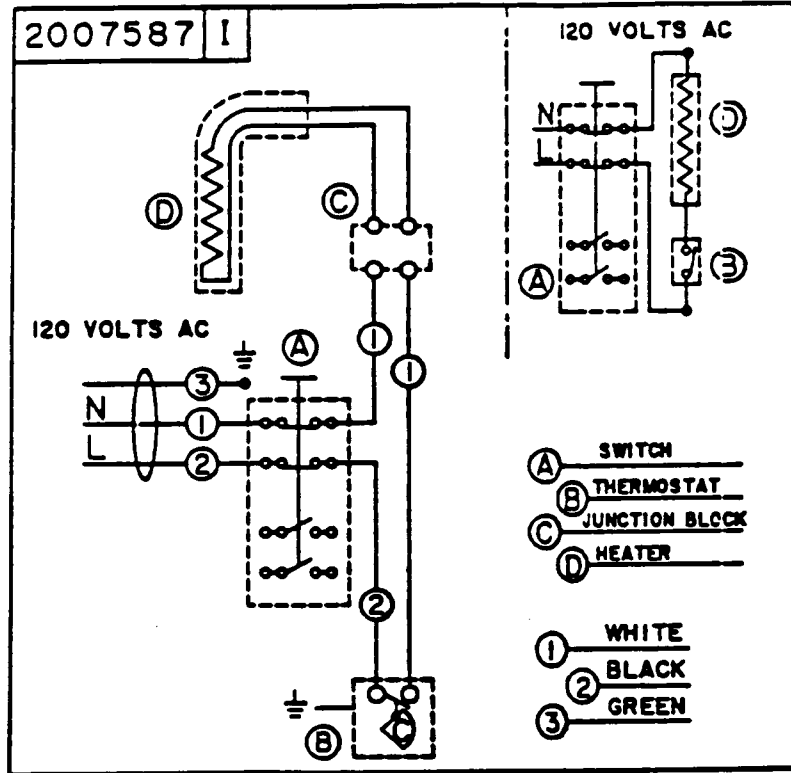 2007587 I
120 VOLTS AC
N
L
D
B
A
D
C
120 VOLTS AC
A
1
1
3
N
1
L
2
2
B
A SWITCH
B THERMOSTAT
C JUNCTION BLOCK
D HEATER
1 WHITE
2 BLACK
3 GREEN